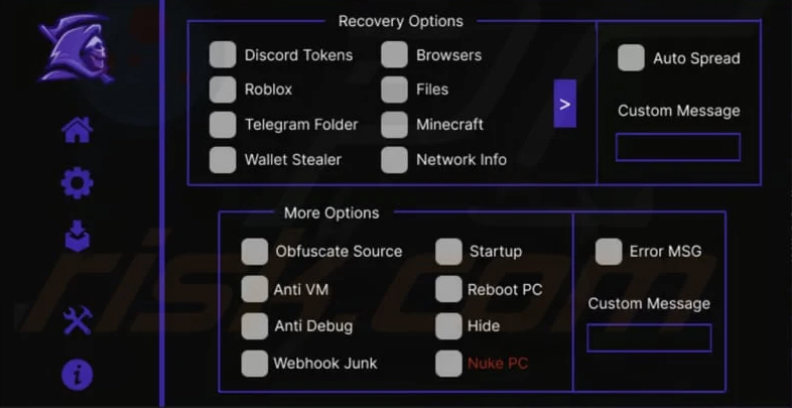 Recovery Options
Discord Tokens
Browsers
Roblox
Files
Telegram Folder
Minecraft
Wallet Stealer
Network Info
>
Auto Spread
Custom Message
More Options
Obfuscate Source
Startup
Anti VM
Reboot PC
Anti Debug
Hide
Webhook Junk
Nuke PC
Error MSG
Custom Message
risk.com